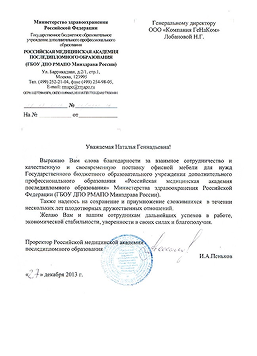 Министерство здравоохранения
Российской Федерации
Государственное бюджетное образовательное
учреждение дополнительного профессионального
образования
РОССИЙСКАЯ МЕДИЦИНСКАЯ АКАДЕМИЯ
ПОСЛЕДИПЛОМНОГО ОБРАЗОВАНИЯ
(ГБОУ ДПО РМАПО Минздрава России)
Ул. Баррикадная, д.2/1, стр.1,
Москва, 123995
Тел. (499) 252-21-04, факс (499) 254-98-05,
E-mail: rmapo@rmapo.ru
№
На №
от
Генеральному директору
ООО «Компания ГеНаКом»
Лобановой Н.Г.
Уважаемая Наталья Геннадьевна!
Выражаю Вам слова благодарности за взаимное сотрудничество и
качественную и своевременную поставку офисной мебели для нужд
Государственного бюджетного образовательного учреждения дополнительного
профессионального образования «Российская медицинская академия
последипломного образования» Министерства здравоохранения Российской
Федерации (ГБОУ ДПО РМАПО Минздрава России).
Также надеюсь на сохранение и приумножение сложившихся в течении
нескольких лет плодотворных дружественных отношений.
Желаю Вам и вашим сотрудникам дальнейших успехов в работе,
экономической стабильности, уверенности в своих силах и благополучия.
Проректор Российской медицинской академии
последипломного образования
И.А.Пеньков
«27» декабря 2013 г.